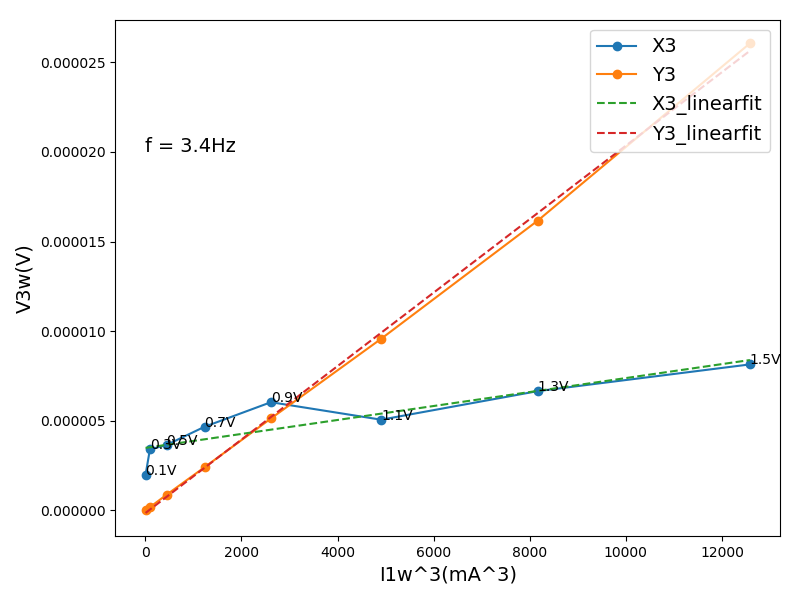 X3
Y3
X3_linearfit
Y3_linearfit
f = 3.4Hz
0.1V
0.3V
0.5V
0.7V
0.9V
1.1V
1.3V
1.5V
0.000025
0.000020
0.000015
0.000010
0.000005
0.000000
V3w(V)
0 2000 4000 6000 8000 10000 12000
I1w^3(mA^3)